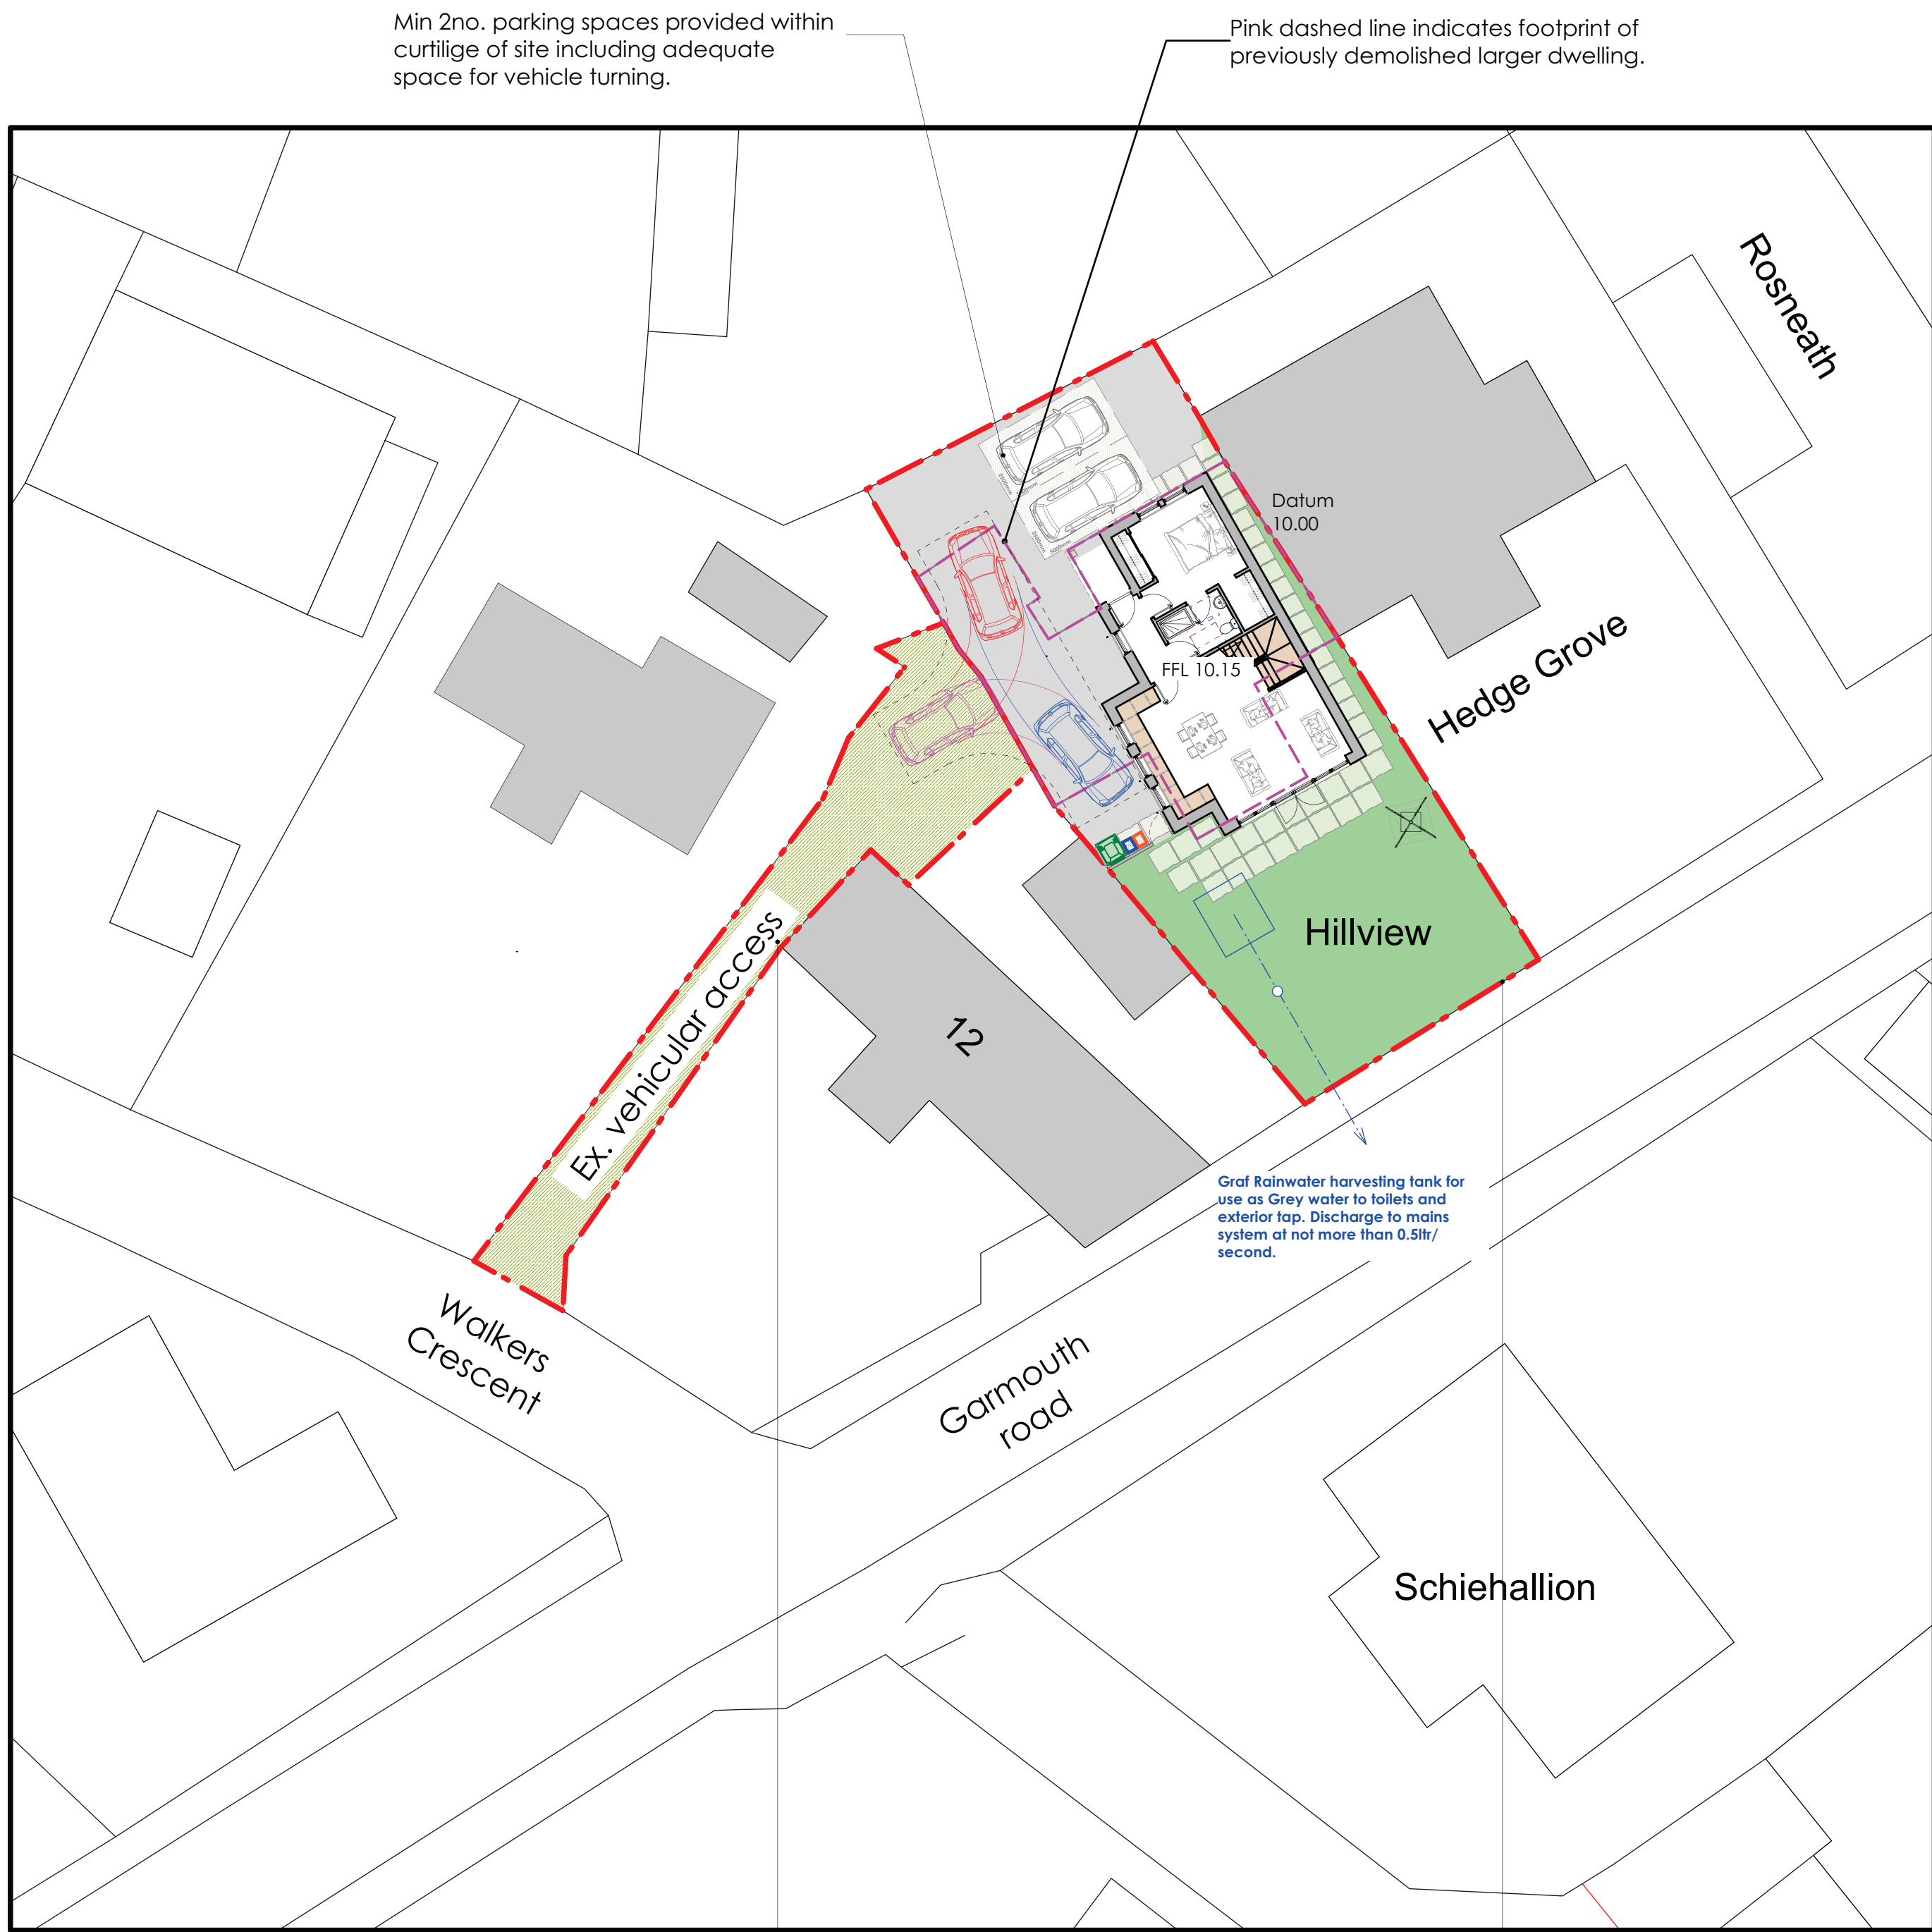 Min 2no. parking spaces provided within
curtilige of site including adequate
space for vehicle turning.
Pink dashed line indicates footprint of
previously demolished larger dwelling.
Rosneath
Datum
10.00
Hedge Grove
FFL 10.15
Hillview
Ex. vehicular access
12
Graf Rainwater harvesting tank for
use as Grey water to toilets and
exterior tap. Discharge to mains
system at not more than 0.5ltr/
second.
Walkers
Crescent
Garmouth
road
Schiehallion